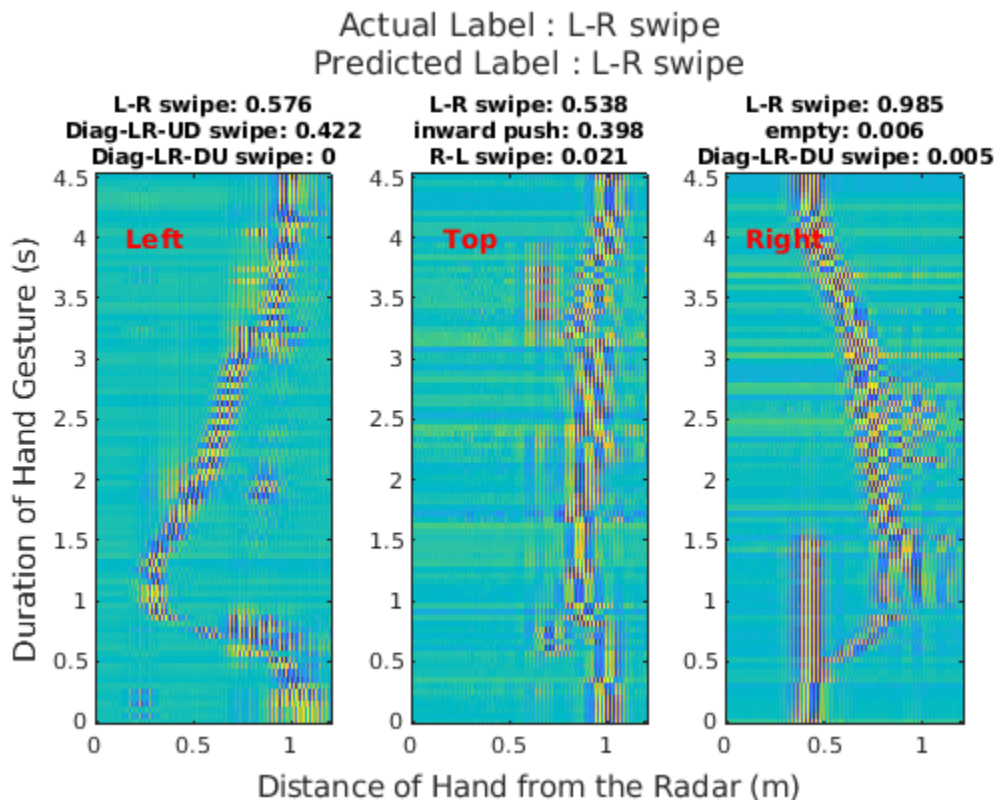 Actual Label : L-R swipe
Predicted Label : L-R swipe
L-R swipe: 0.576
Diag-LR-UD swipe: 0.422
Diag-LR-DU swipe: 0
L-R swipe: 0.538
inward push: 0.398
R-L swipe: 0.021
L-R swipe: 0.985
empty: 0.006
Diag-LR-DU swipe: 0.005
Duration of Hand Gesture (s)
4.5
4
3.5
3
2.5
2
1.5
1
0.5
0
Left
0 0.5 1
4.5
4
3.5
3
2.5
2
1.5
1
0.5
0
Top
0 0.5 1
4.5
4
3.5
3
2.5
2
1.5
1
0.5
0
Right
0 0.5 1
Distance of Hand from the Radar (m)